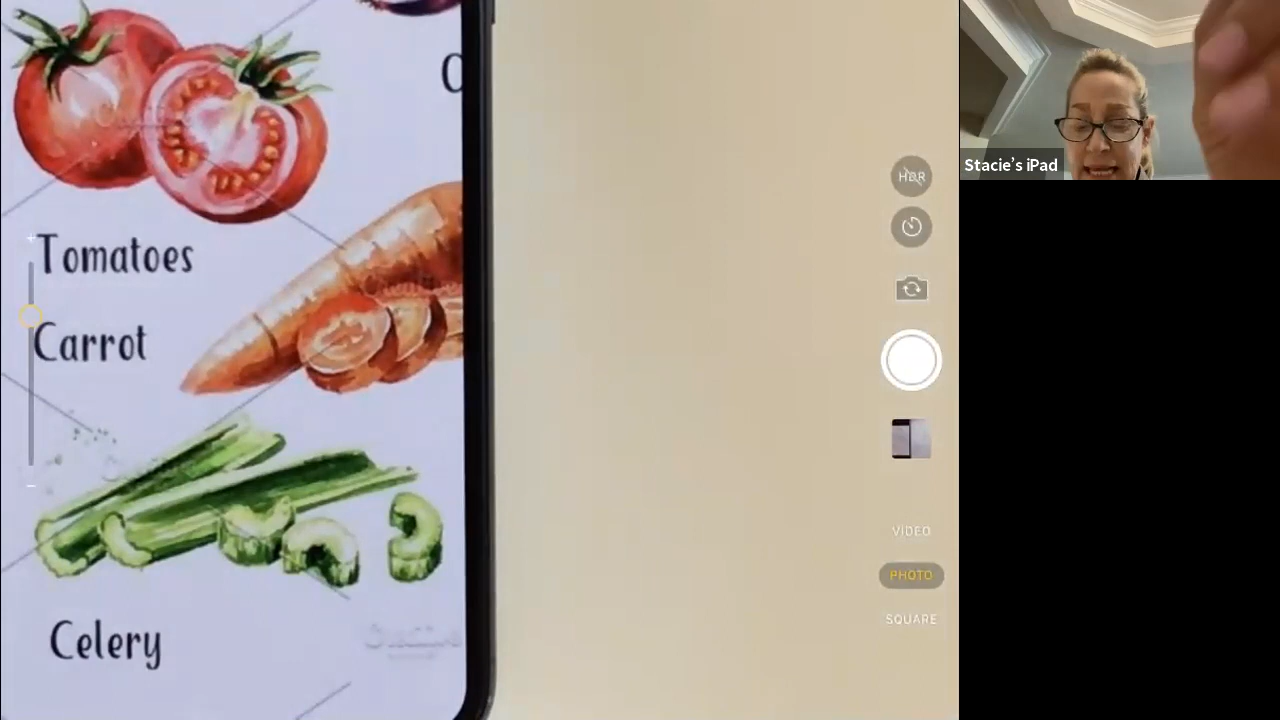 Tomatoes
Carrot
Celery
HDR
VIDEO
PHOTO
SQUARE
Stacie's iPad